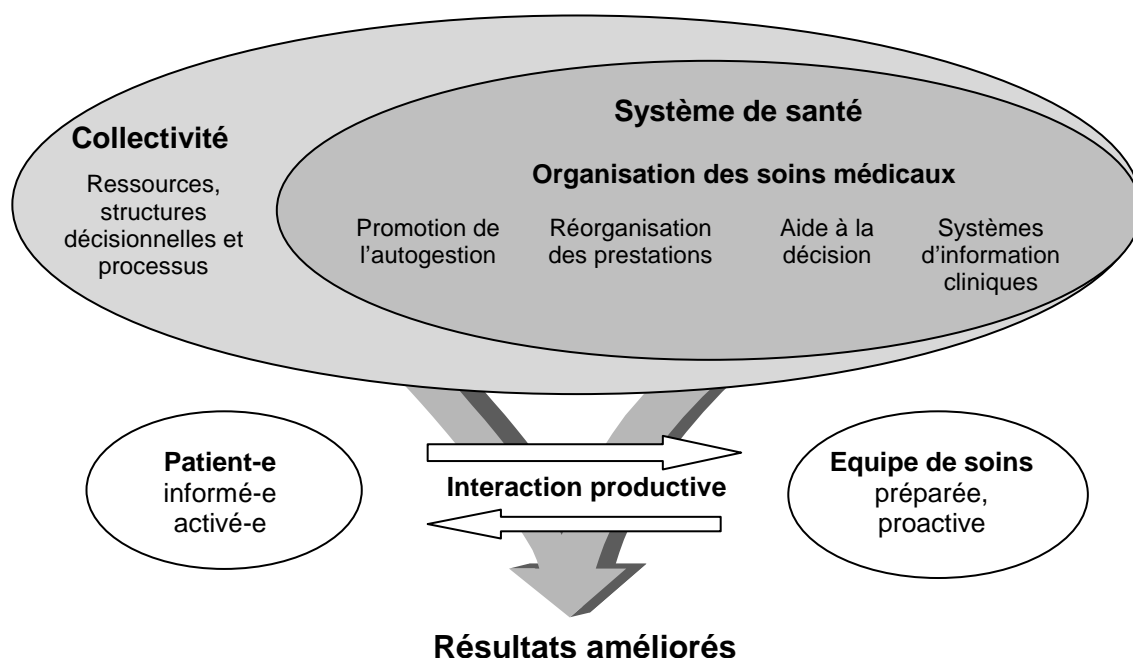 Système de santé
Collectivité
Ressources,
structures
décisionnelles et
processus
Organisation des soins médicaux
Promotion de
l’autogestion
Réorganisation
des prestations
Aide à la
décision
Systèmes
d’information
cliniques
Patient-e
informé-e
activé-e
Interaction productive
Equipe de soins
préparée,
proactive
Résultats améliorés